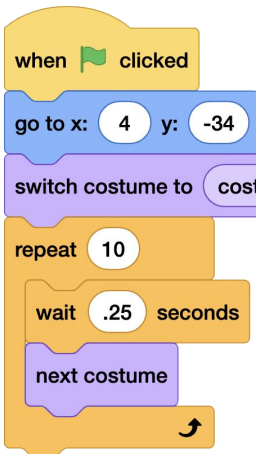 when clicked
go to x: 4 y: -34
switch costume to
repeat 10
wait .25 seconds
next costume